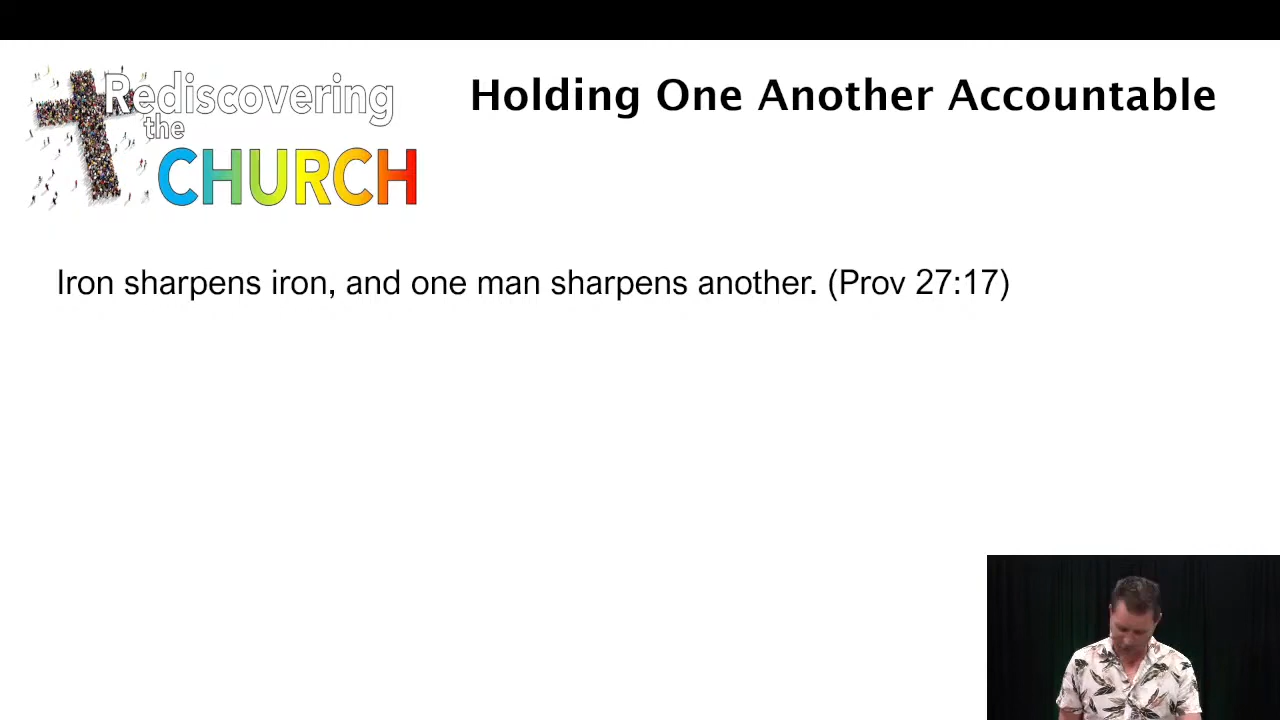 Rediscovering
the
CHURCH
Holding One Another Accountable
Iron sharpens iron, and one man sharpens another. (Prov 27:17)